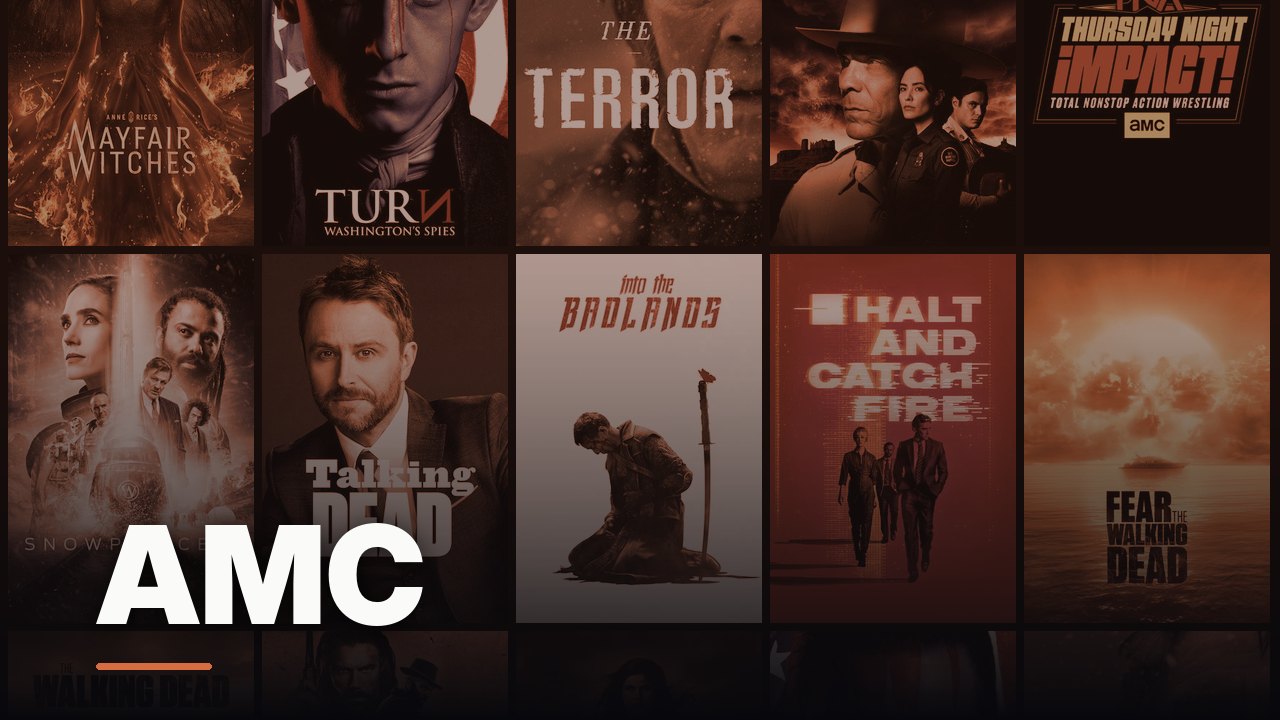 ANNE RICE'S
MAYFAIR
WITCHES
TURN
WASHINGTON'S SPIES
THE
TERROR
THURSDAY NIGHT
iMPACT!
TOTAL NONSTOP ACTION WRESTLING
aMC
Talking
DEAD
into the
BADLANDS
HALT
AND
CATCH
FIRE
FEAR THE
WALKING
DEAD
AMC
THE
WALKING DEAD